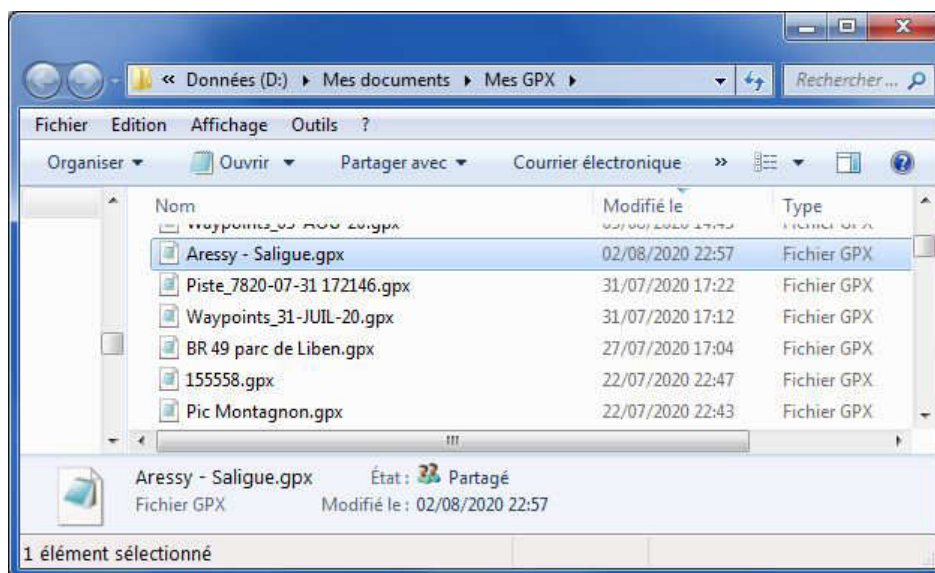 « Données (D:) ▸ Mes documents ▸ Mes GPX ▸ Rechercher ...
Fichier Edition Affichage Outils ?
Organiser Ouvrir Partager avec Courrier électronique »
Nom Modifié le Type
Aressy - Saligue.gpx 02/08/2020 22:57 Fichier GPX
Piste_7820-07-31 172146.gpx 31/07/2020 17:22 Fichier GPX
Waypoints_31-JUIL-20.gpx 31/07/2020 17:12 Fichier GPX
BR 49 parc de Liben.gpx 27/07/2020 17:04 Fichier GPX
155558.gpx 22/07/2020 22:47 Fichier GPX
Pic Montagnon.gpx 22/07/2020 22:43 Fichier GPX
Aressy - Saligue.gpx État : Partagé
Fichier GPX Modifié le : 02/08/2020 22:57
1 élément sélectionné